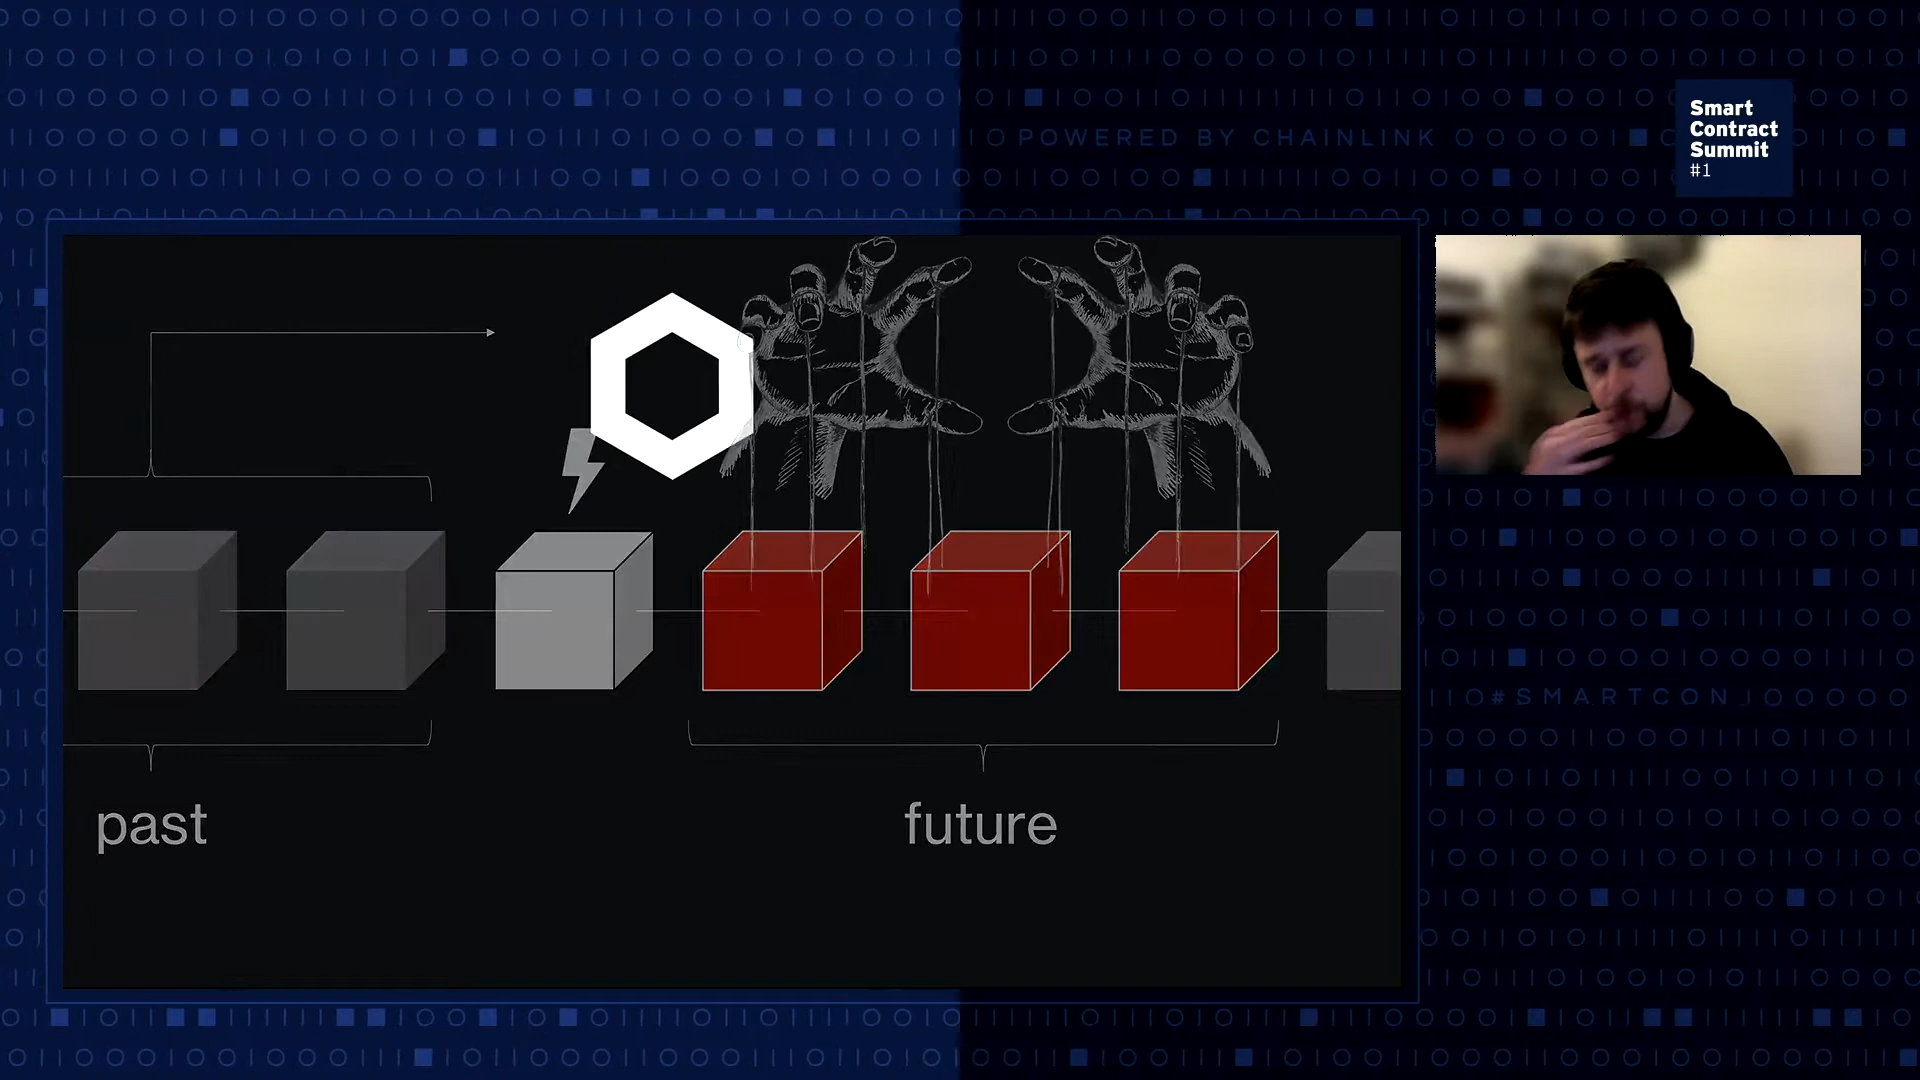 POWERED BY CHAINLINK
Smart
Contract
Summit
#1
#SMARTCON
past
future